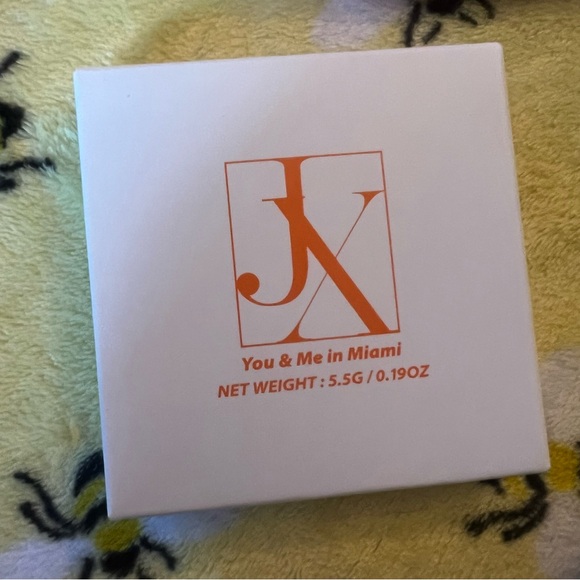 JX
You & Me in Miami
NET WEIGHT : 5.5G / 0.19OZ